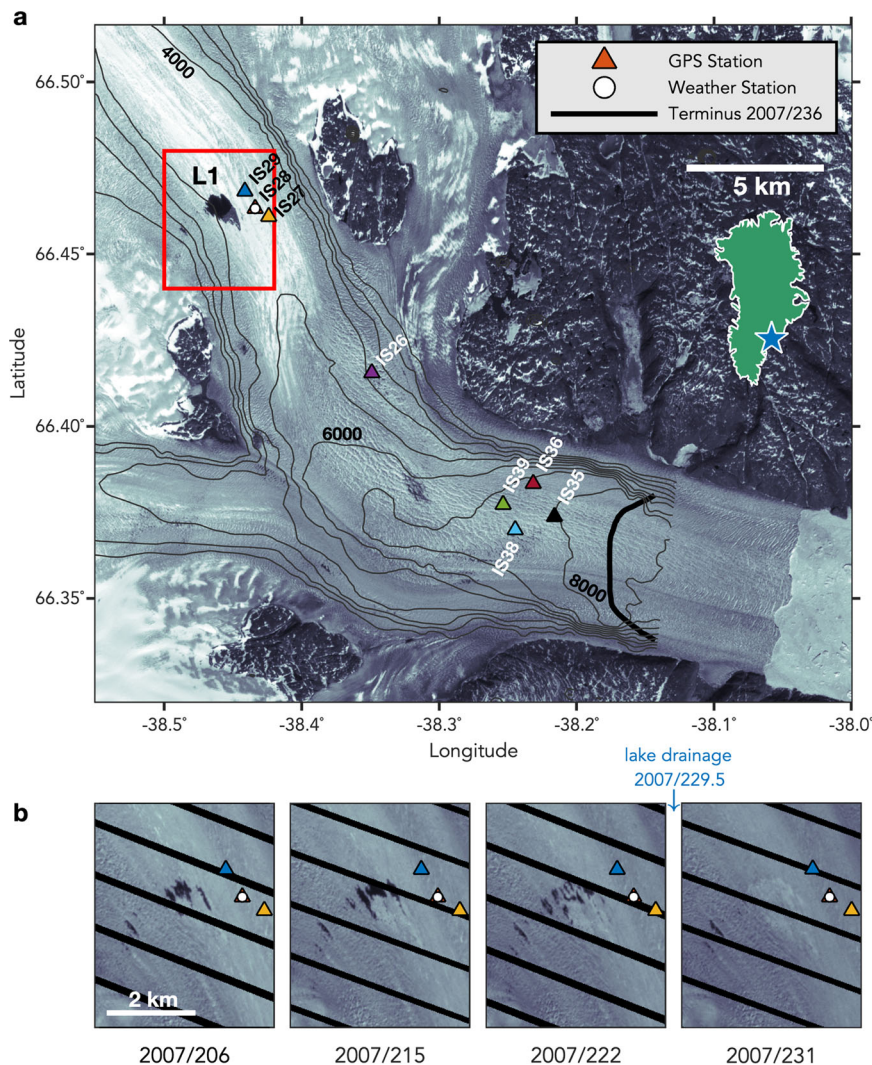 a
4000
66.50˚
66.45˚
66.40˚
66.35˚
Latitude
GPS Station
Weather Station
Terminus 2007/236
5 km
L1
IS29
IS28
IS27
IS26
6000
IS39
IS36
IS35
IS38
8000
-38.5˚
-38.4˚
-38.3˚
-38.2˚
-38.1˚
-38.0˚
Longitude
lake drainage
2007/229.5
b
2 km
2007/206
2007/215
2007/222
2007/231